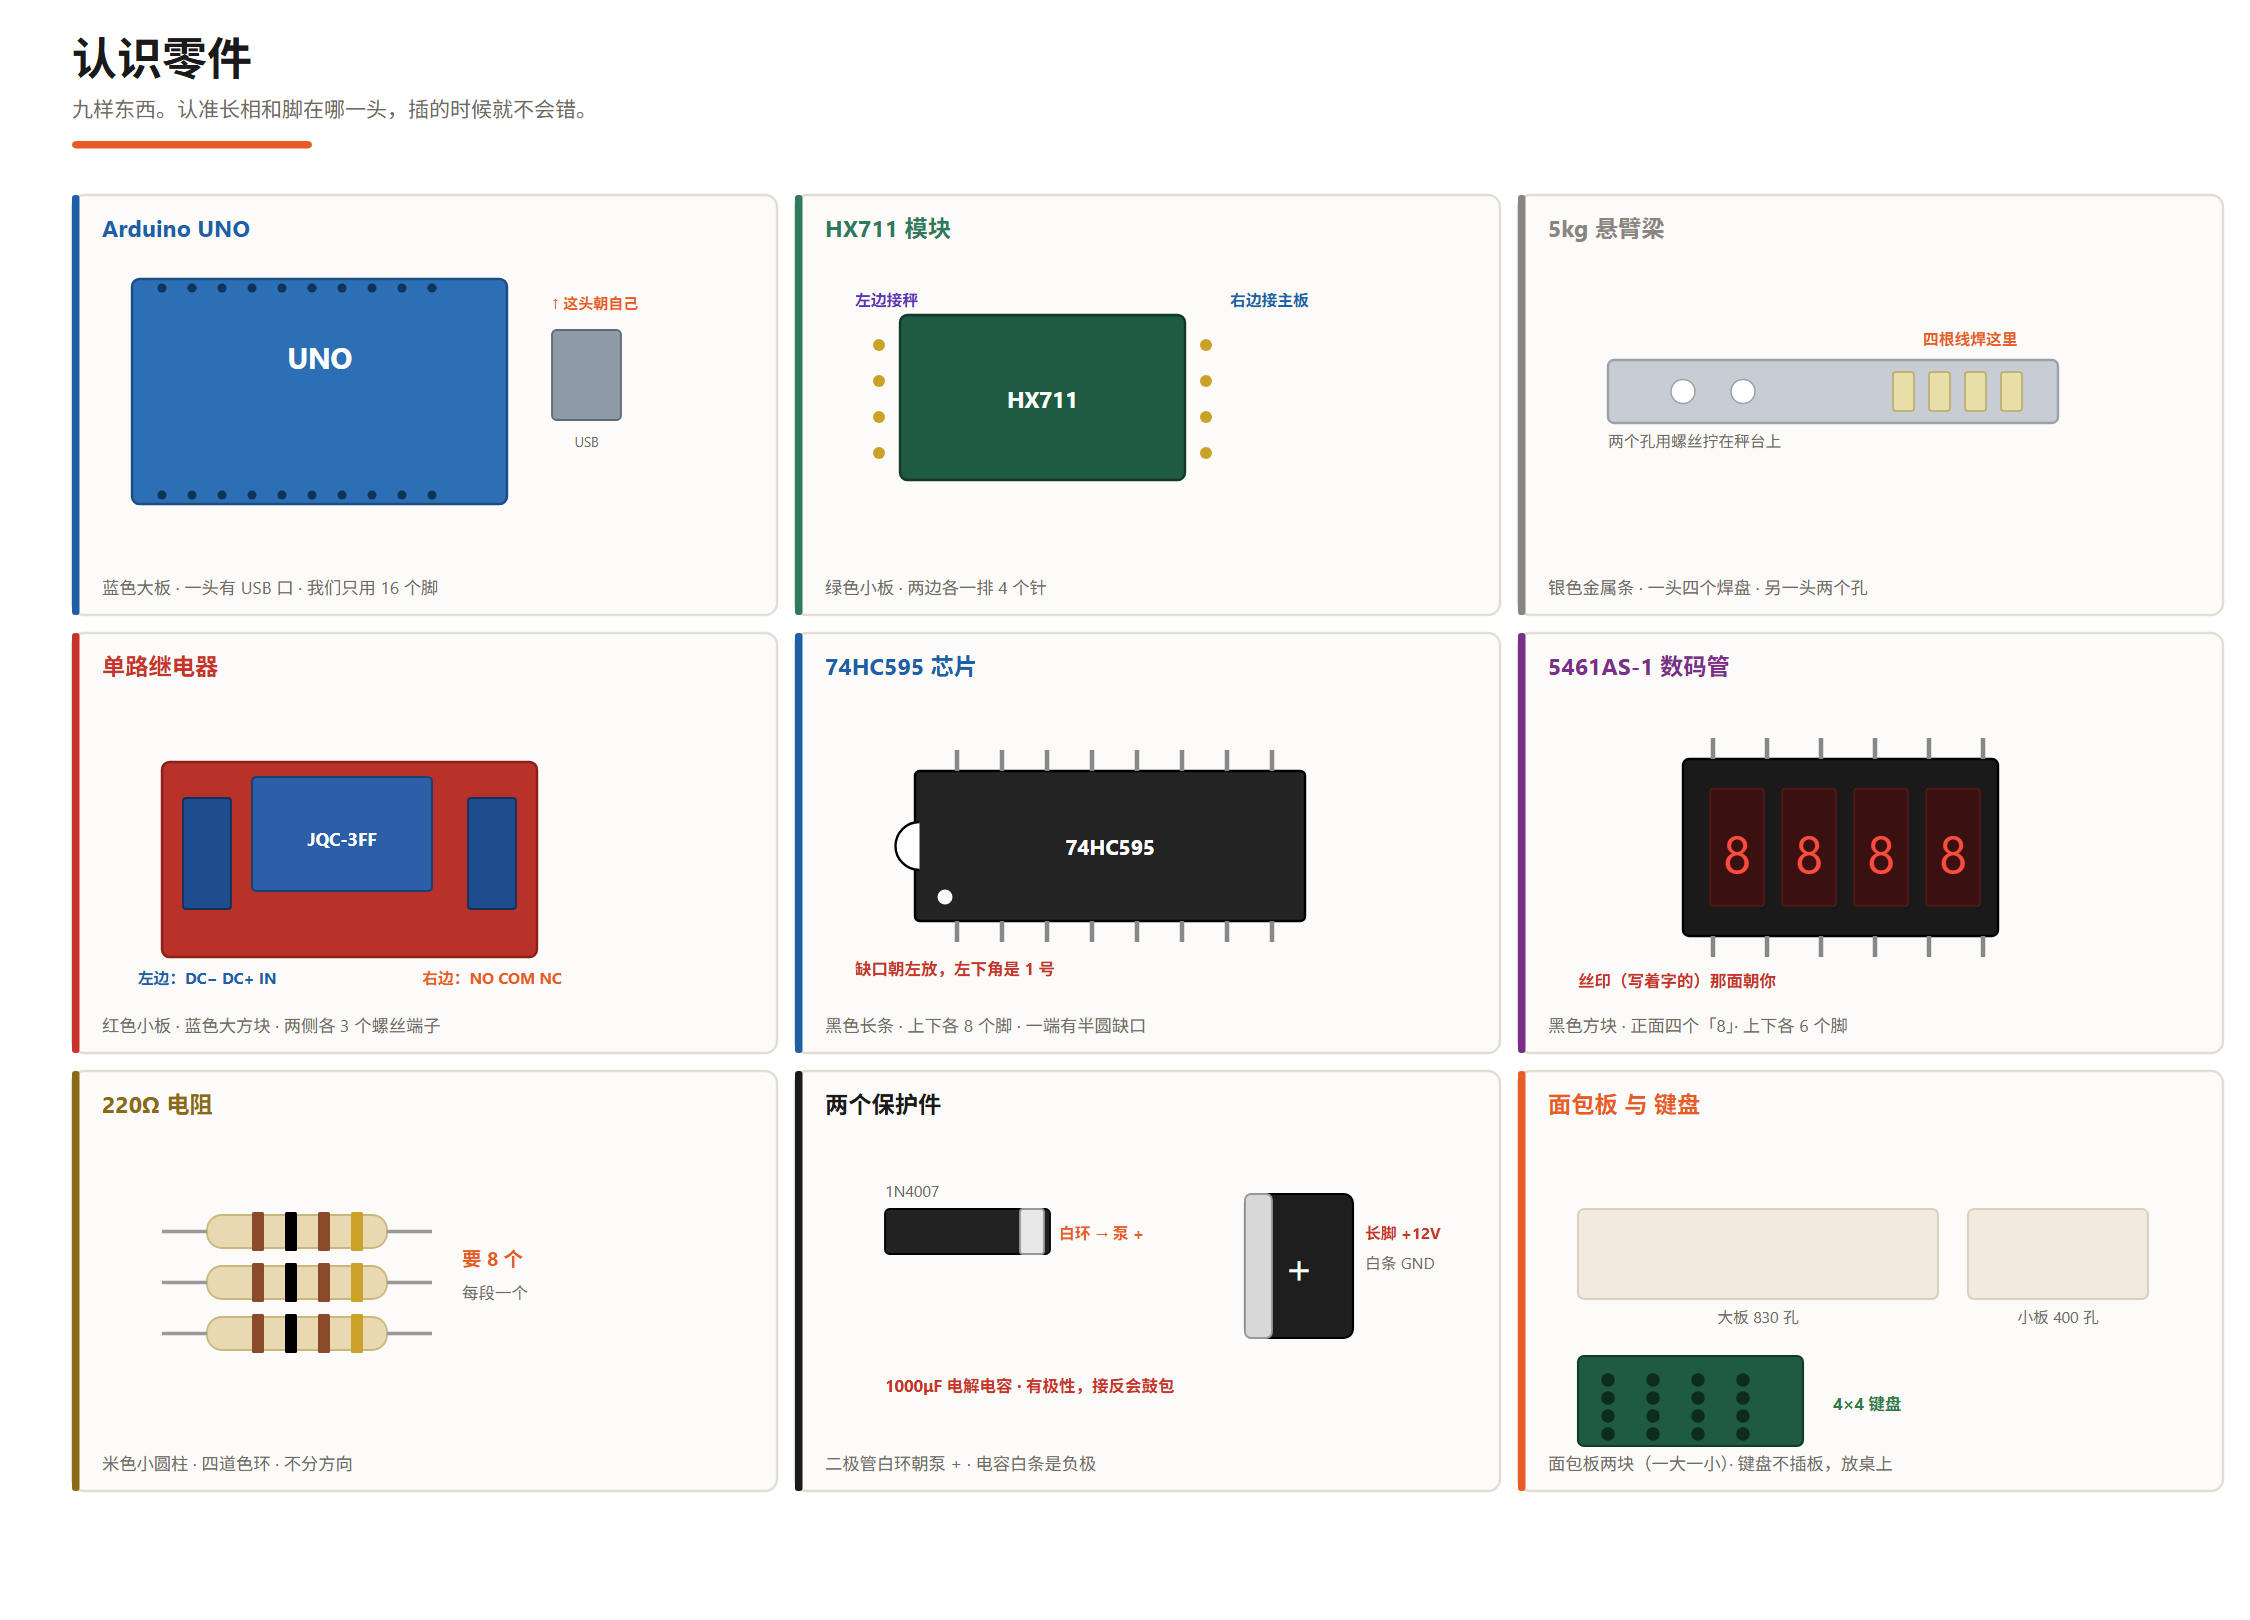 认识零件
九样东西。认准长相和脚在哪一头，插的时候就不会错。
Arduino UNO
UNO
↑ 这头朝自己
USB
蓝色大板 · 一头有 USB 口 · 我们只用 16 个脚
HX711 模块
左边接秤
右边接主板
HX711
绿色小板 · 两边各一排 4 个针
5kg 悬臂梁
四根线焊这里
两个孔用螺丝拧在秤台上
银色金属条 · 一头四个焊盘 · 另一头两个孔
单路继电器
JQC-3FF
左边：DC− DC+ IN
右边：NO COM NC
红色小板 · 蓝色大方块 · 两侧各 3 个螺丝端子
74HC595 芯片
74HC595
缺口朝左放，左下角是 1 号
黑色长条 · 上下各 8 个脚 · 一端有半圆缺口
5461AS-1 数码管
8 8 8 8
丝印（写着字的）那面朝你
黑色方块 · 正面四个「8」· 上下各 6 个脚
220Ω 电阻
要 8 个
每段一个
米色小圆柱 · 四道色环 · 不分方向
两个保护件
1N4007
白环 → 泵 +
+
长脚 +12V
白条 GND
1000μF 电解电容 · 有极性，接反会鼓包
二极管白环朝泵 + · 电容白条是负极
面包板 与 键盘
大板 830 孔
小板 400 孔
4×4 键盘
面包板两块（一大一小）· 键盘不插板，放桌上